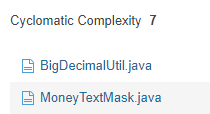 Cyclomatic Complexity 7
BigDecimalUtil.java
MoneyTextMask.java